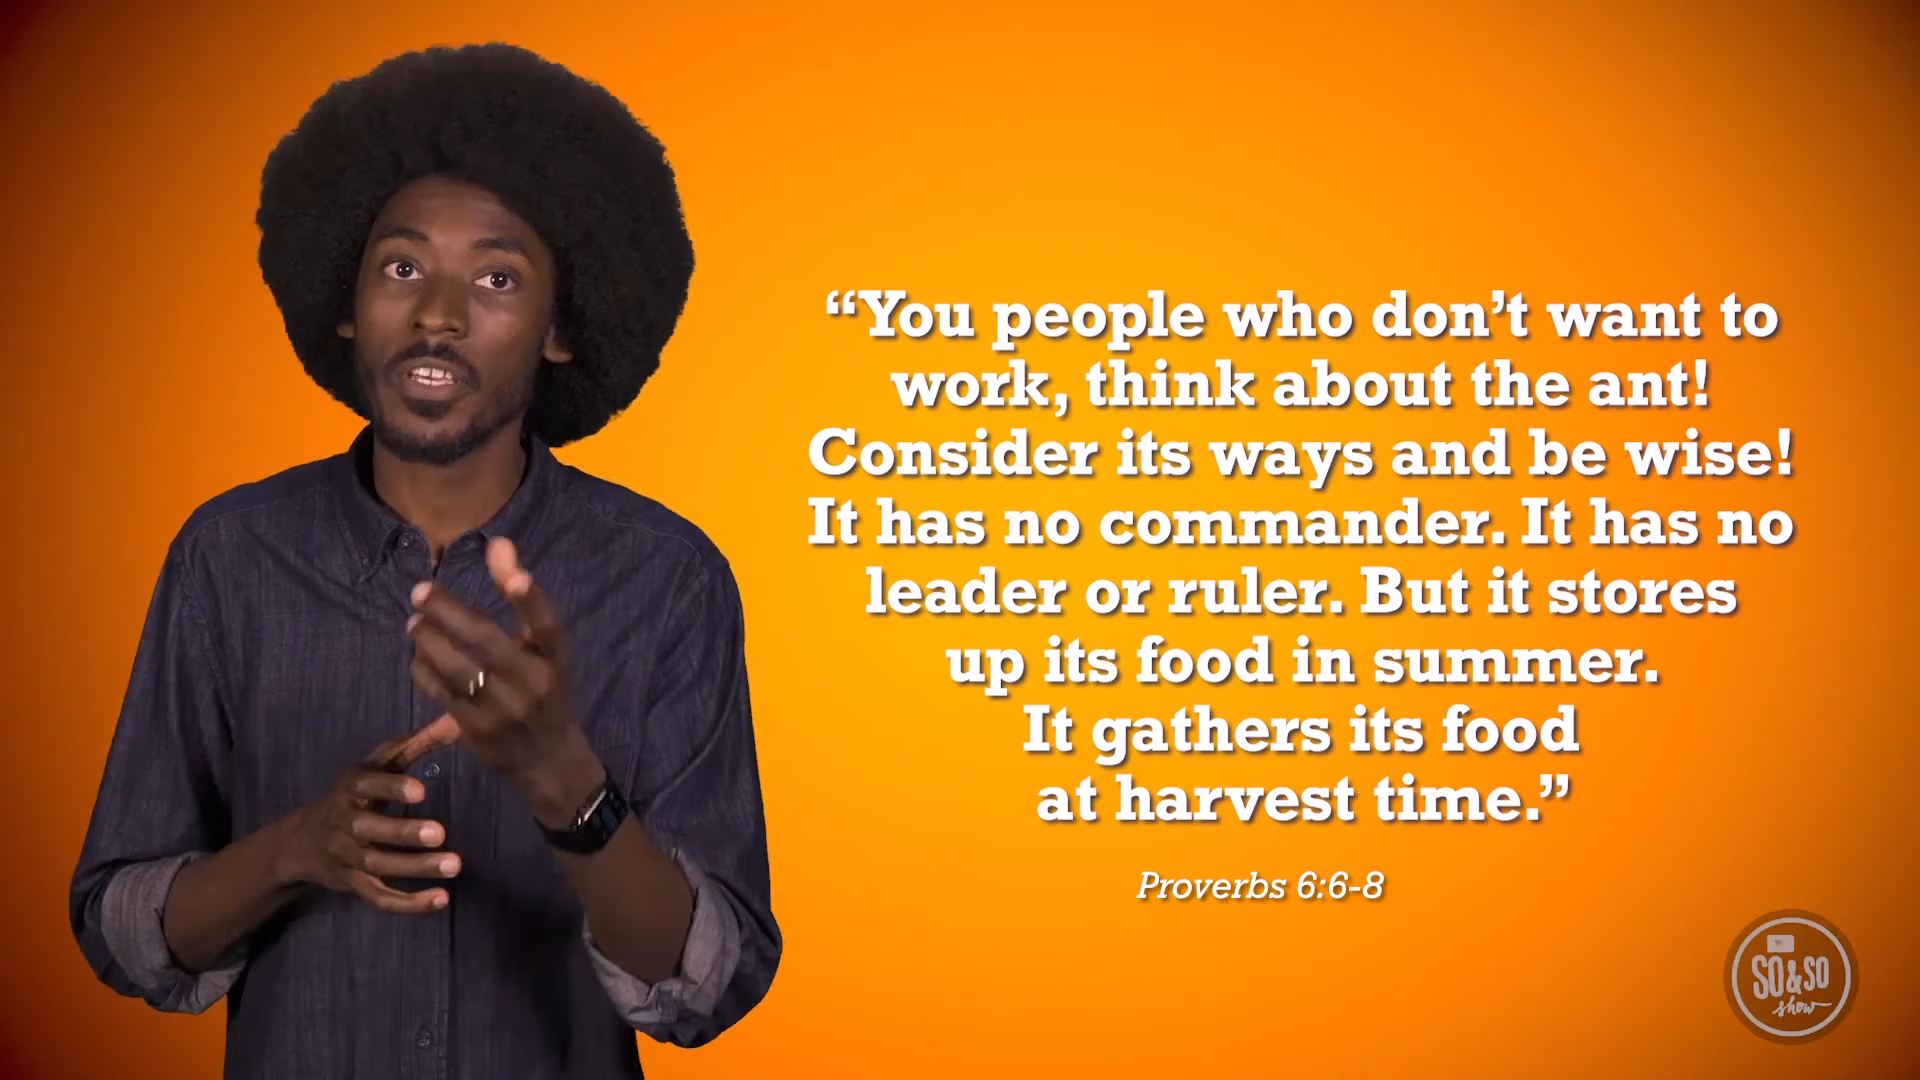 “You people who don’t want to
work, think about the ant!
Consider its ways and be wise!
It has no commander. It has no
leader or ruler. But it stores
up its food in summer.
It gathers its food
at harvest time.”
Proverbs 6:6-8
SO&SO
show